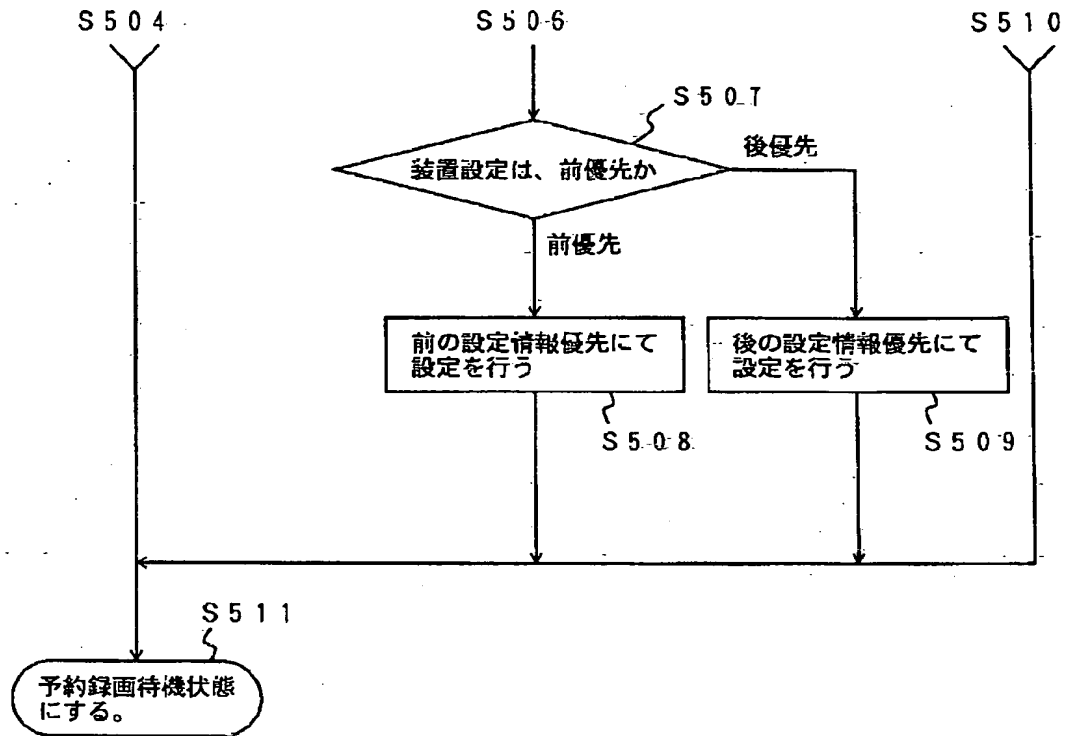 S504
S506
S510
S507
装置設定は、前優先か
後優先
前優先
前の設定情報優先にて
設定を行う
後の設定情報優先にて
設定を行う
S508
S509
S511
予約録画待機状態
にする。